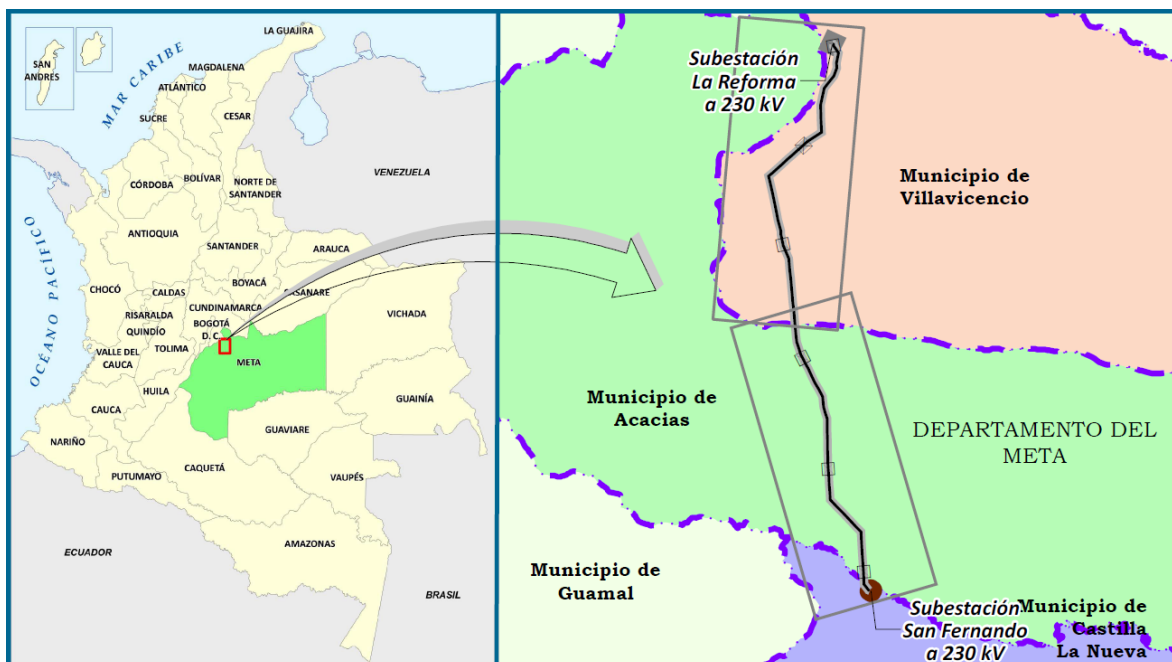 LA GUAJIRA
SAN
ANDRES
MAR CARIBE
MAGDALENA
ATLÁNTICO
SUCRE
CESAR
CÓRDOBA
BOLÍVAR
NORTE DE
SANTANDER
VENEZUELA
ANTIOQUIA
SANTANDER
ARAUCA
OCÉANO PACÍFICO
CHOCÓ
CALDAS
BOYACÁ
CASANARE
CUNDINAMARCA
RISARALDA
BOGOTÁ
D. C.
QUINDÍO
VICHADA
VALLE DEL
CAUCA
TOLIMA
META
HUILA
CAUCA
GUAINÍA
NARIÑO
GUAVIARE
PUTUMAYO
CAQUETÁ
VAUPÉS
AMAZONAS
ECUADOR
BRASIL
Subestación
La Reforma
a 230 kV
Municipio de
Villavicencio
Municipio de
Acacias
DEPARTAMENTO DEL
META
Municipio de
Guamal
Subestación
San Fernando
a 230 kV
Municipio de
Castilla
La Nueva